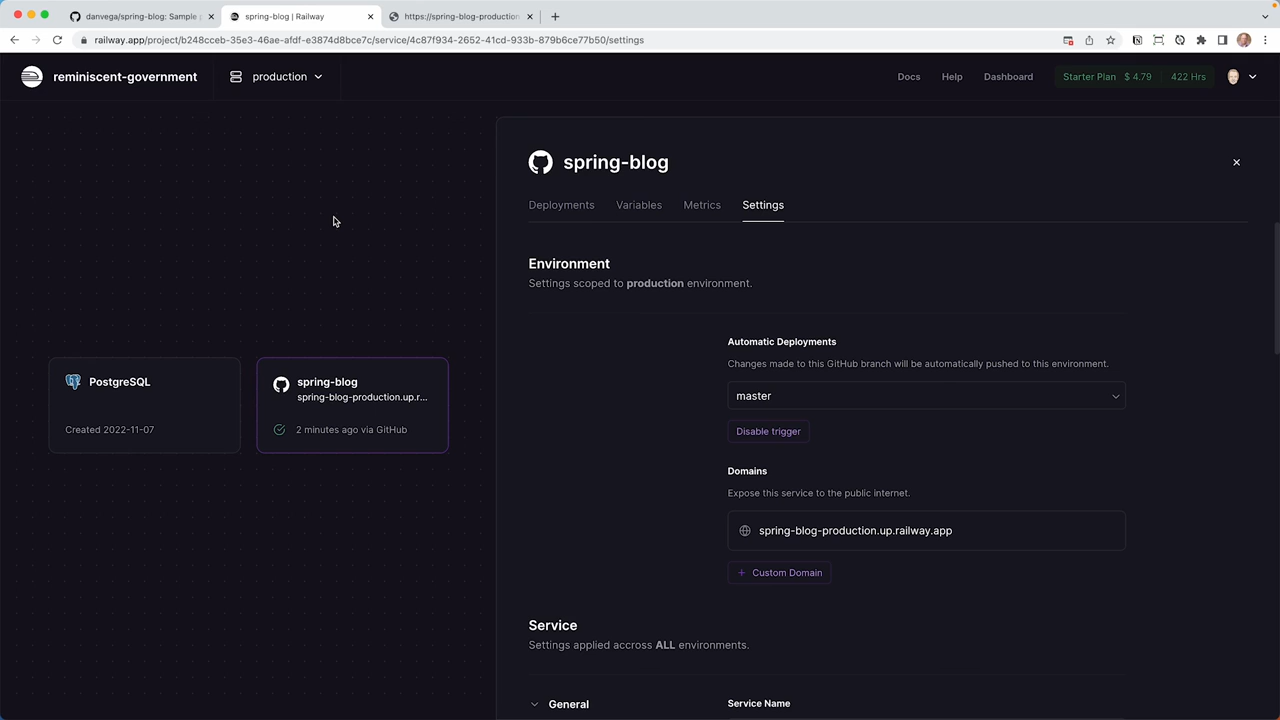 danvega/spring-blog: Sample
spring-blog | Railway
https://spring-blog-production
railway.app/project/b248cceb-35e3-46ae-afdf-e3874d8bce7c/service/4c87f934-2652-41cd-933b-879b6ce77b50/settings
reminiscent-government
production
Docs
Help
Dashboard
Starter Plan $ 4.79 422 Hrs
spring-blog
Deployments
Variables
Metrics
Settings
Environment
Settings scoped to production environment.
Automatic Deployments
Changes made to this GitHub branch will be automatically pushed to this environment.
master
Disable trigger
Domains
Expose this service to the public internet.
spring-blog-production.up.railway.app
+ Custom Domain
Service
Settings applied accross ALL environments.
General
Service Name
PostgreSQL
Created 2022-11-07
spring-blog
spring-blog-production.up.r...
2 minutes ago via GitHub